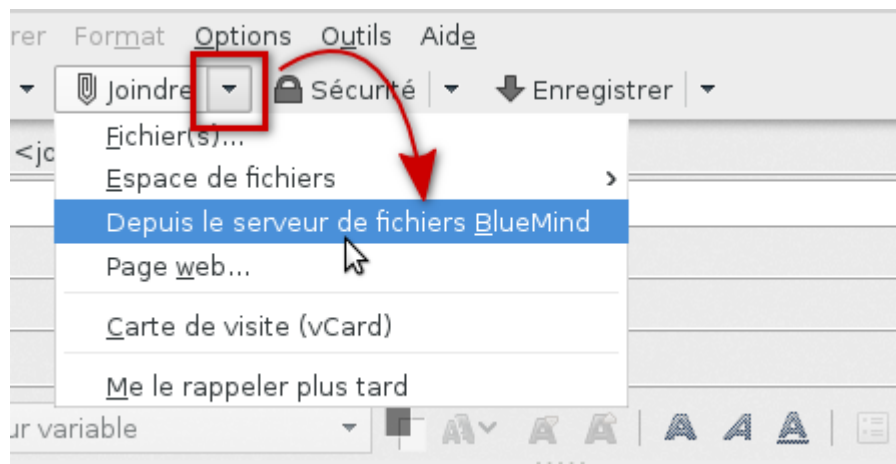 rer Format Options Outils Aide
Joindre Sécurité Enregistrer
<jo
Fichier(s)...
Espace de fichiers
Depuis le serveur de fichiers BlueMind
Page web...
Carte de visite (vCard)
Me le rappeler plus tard
ur variable